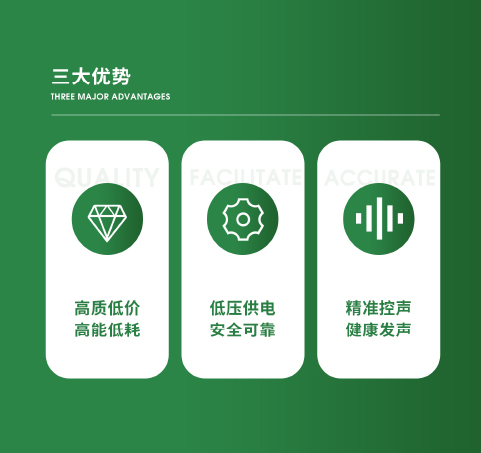 三大优势
THREE MAJOR ADVANTAGES
QUALITY
高质低价
高能低耗
FACILITATE
低压供电
安全可靠
ACCURATE
精准控声
健康发声